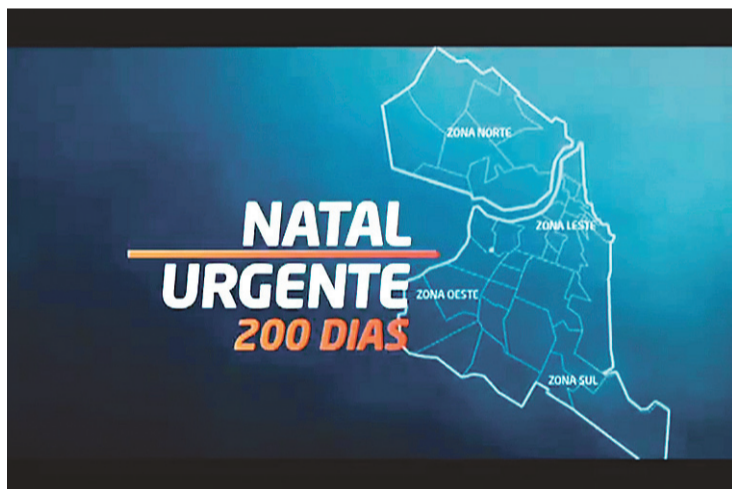 NATAL
URGENTE
200 DIAS
ZONA NORTE
ZONA LESTE
ZONA OESTE
ZONA SUL